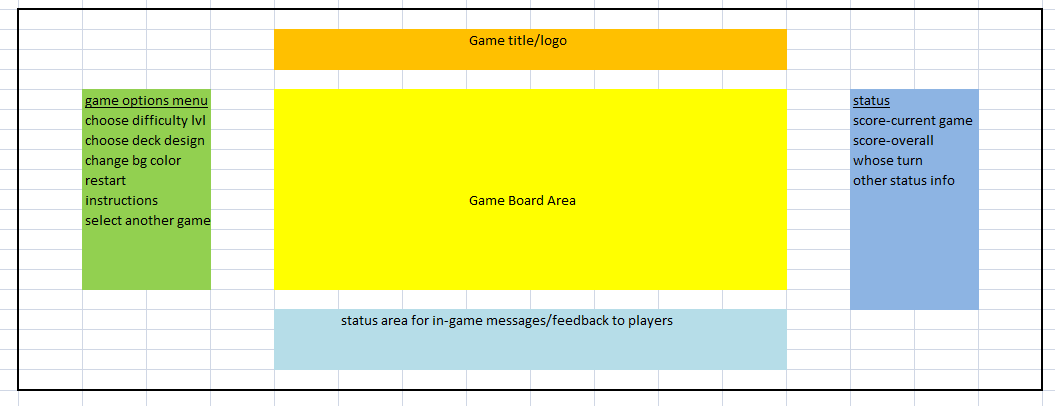 Game title/logo
game options menu
choose difficulty lvl
choose deck design
change bg color
restart
instructions
select another game
Game Board Area
status
score-current game
score-overall
whose turn
other status info
status area for in-game messages/feedback to players